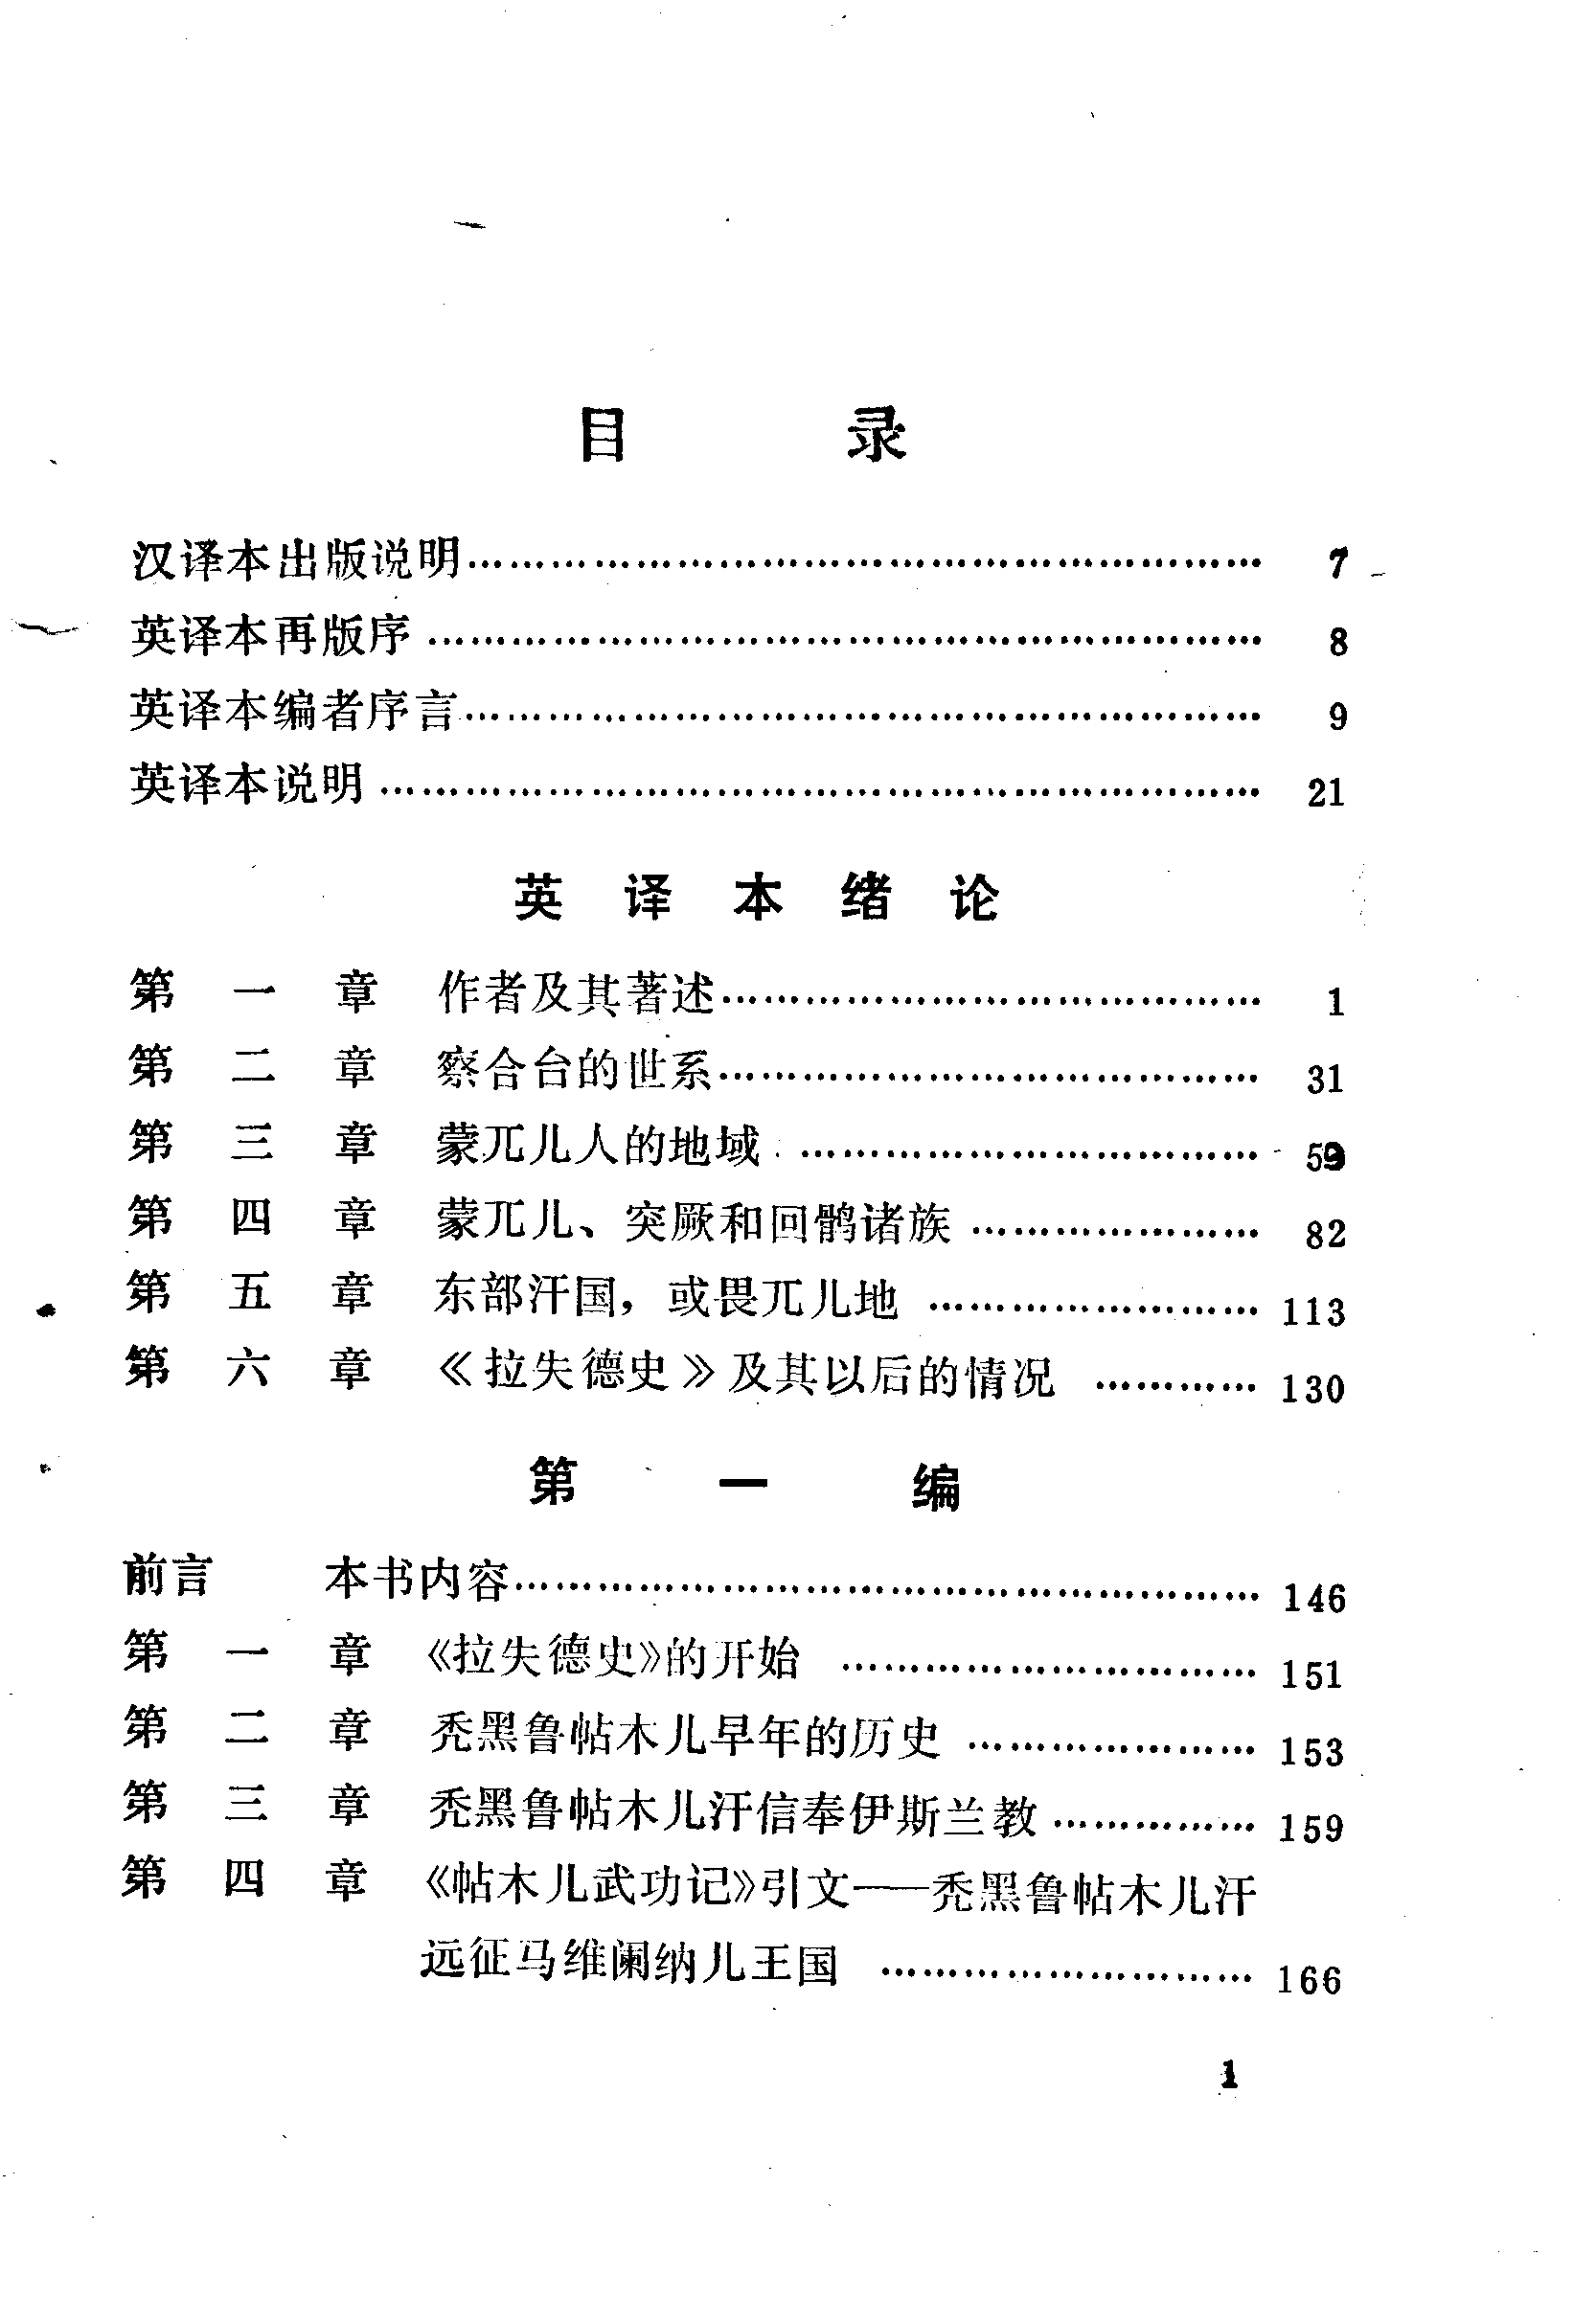 目 录
汉译本出版说明…………………………………………………… 7
英译本再版序 …………………………………………………… 8
英译本编者序言…………………………………………………… 9
英译本说明 ……………………………………………………… 21
英 译 本 绪 论
第 一 章 作者及其著述………………………………… 1
第 二 章 察合台的世系………………………………… 31
第 三 章 蒙兀儿人的地域 …………………………… 59
第 四 章 蒙兀儿、突厥和回鹘诸族 ………………… 82
第 五 章 东部汗国，或畏兀儿地 …………………… 113
第 六 章 《拉失德史》及其以后的情况 ………… 130
第 一 编
前言 本书内容……………………………………………… 146
第 一 章 《拉失德史》的开始 ………………………… 151
第 二 章 秃黑鲁帖木儿早年的历史 ………………… 153
第 三 章 秃黑鲁帖木儿汗信奉伊斯兰教…………… 159
第 四 章 《帖木儿武功记》引文——秃黑鲁帖木儿汗
远征马维阑纳儿王国 ……………………… 166
1